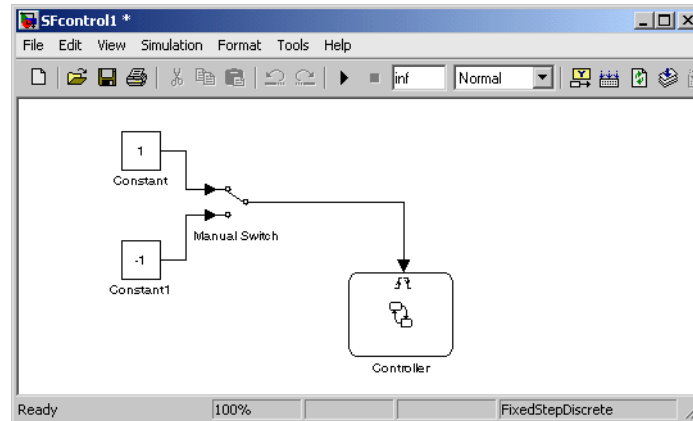 SFcontrol1 *
File Edit View Simulation Format Tools Help
inf Normal
1
Constant
Manual Switch
-1
Constant1
Controller
Ready 100% FixedStepDiscrete